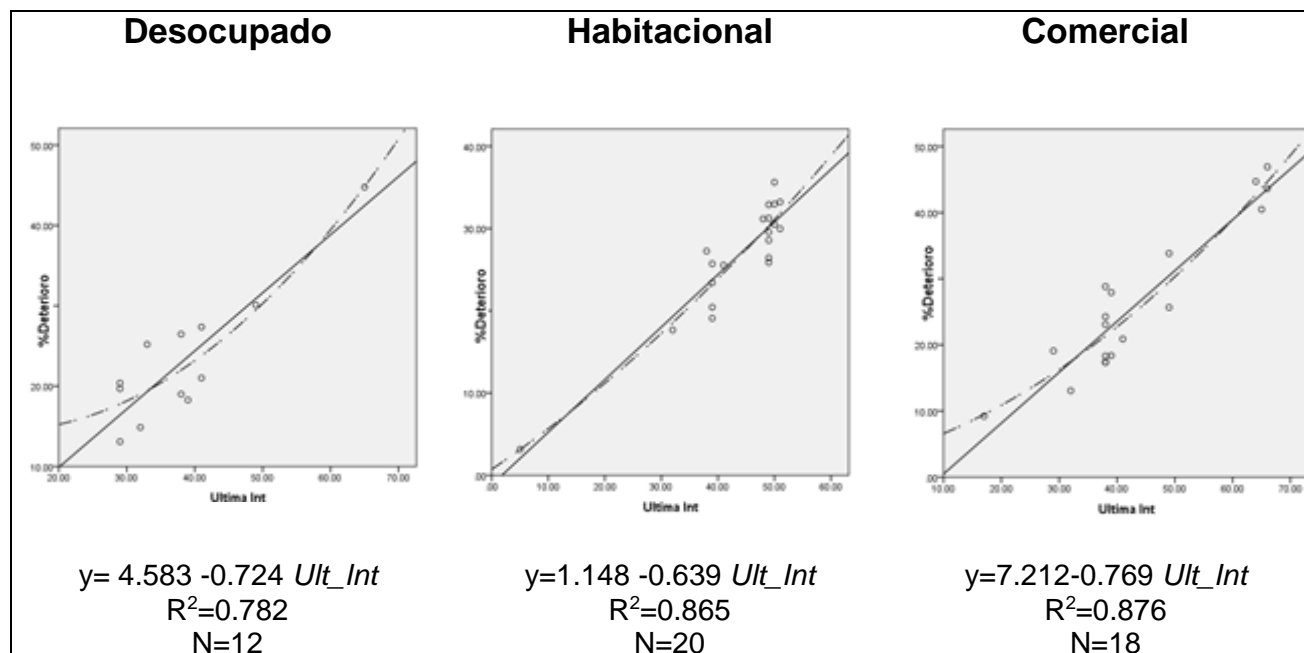 Desocupado
Habitacional
Comercial
50.00
40.00
20.00
10.00
%Deterioro
20.00 30.00 40.00 50.00 60.00 70.00
Ultima Int
40.00
30.00
10.00
.00
%Deterioro
.00 10.00 20.00 30.00 40.00 50.00 60.00
Ultima Int
50.00
40.00
20.00
10.00
.00
%Deterioro
10.00 20.00 30.00 40.00 50.00 60.00 70.00
Ultima Int
y= 4.583 -0.724 Ult_Int
R²=0.782
N=12
y=1.148 -0.639 Ult_Int
R²=0.865
N=20
y=7.212-0.769 Ult_Int
R²=0.876
N=18